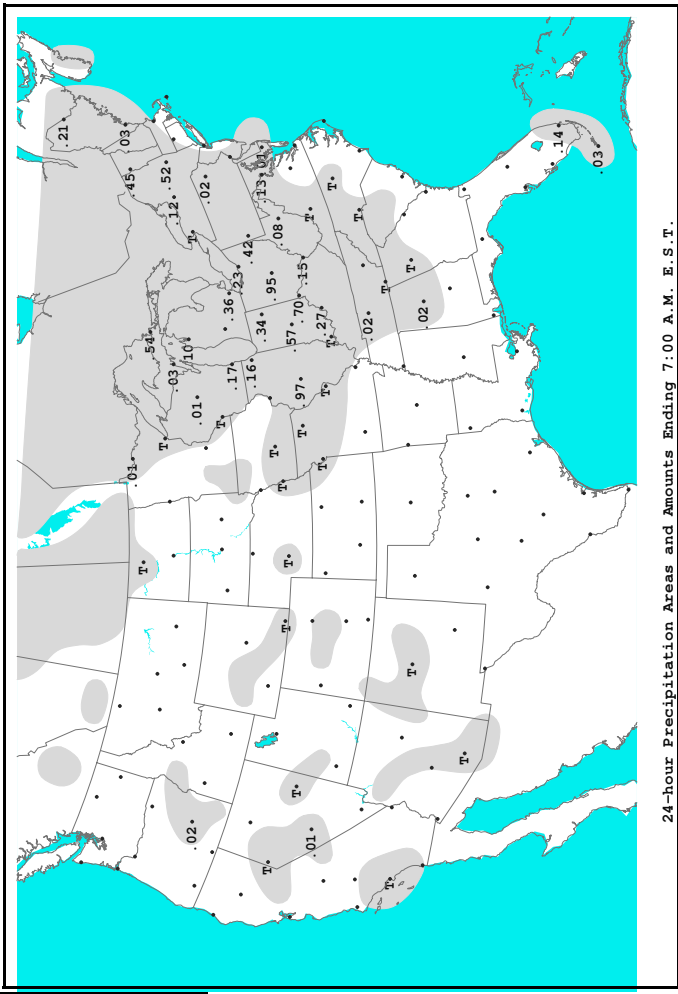 .21
.03
.45
.01
T
.54
T
.52
.12
.03
.10
T
.02
.01
.02
T
.36
.17
.23
.42
.16
.34
.13
.01
T
.95
T
.08
T
T
T
.57
T
.70
.97
T
.15
T
.01
T
.27
T
T
T
T
.02
T
T
T
T
.02
T
.14
.03
24-hour Precipitation Areas and Amounts Ending 7:00 A.M. E.S.T.